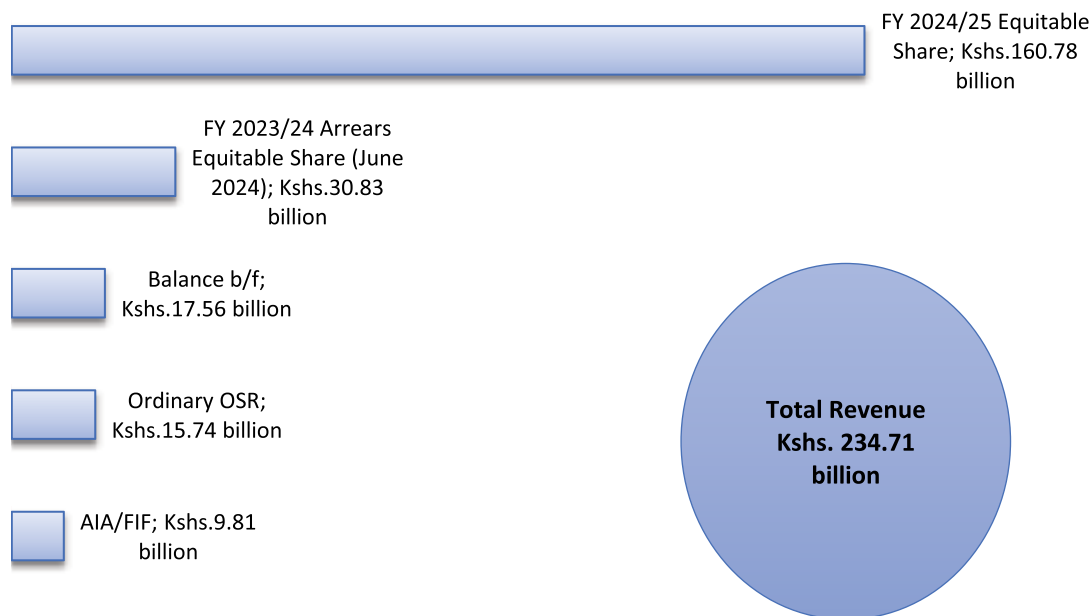 FY 2024/25 Equitable
Share; Kshs.160.78
billion
FY 2023/24 Arrears
Equitable Share (June
2024); Kshs.30.83
billion
Balance b/f;
Kshs.17.56 billion
Ordinary OSR;
Kshs.15.74 billion
AIA/FIF; Kshs.9.81
billion
Total Revenue
Kshs. 234.71
billion